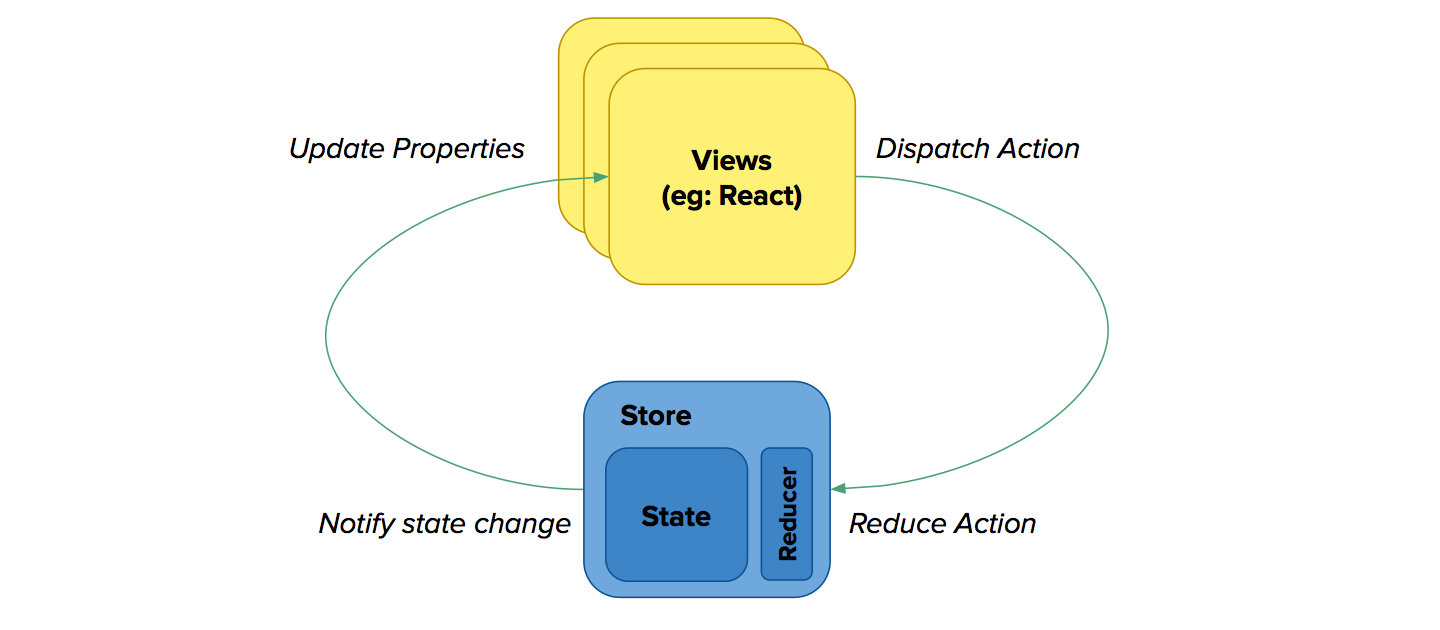 Update Properties
Views
(eg: React)
Dispatch Action
Store
State
Reducer
Notify state change
Reduce Action